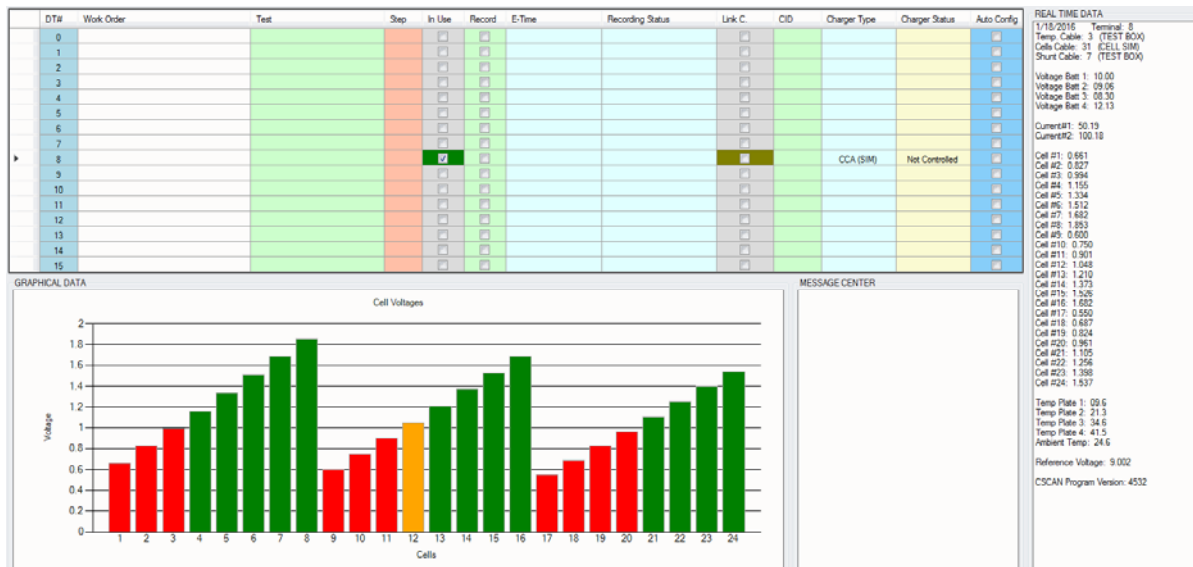 DT# Work Order Test Step In Use Record E-Time Recording Status Link C. CID Charger Type Charger Status Auto Config
0
1
2
3
4
5
6
7
8 CCA (SIM) Not Controlled
9
10
11
12
13
14
15
GRAPHICAL DATA
Cell Voltages
Voltage
2
1.8
1.6
1.4
1.2
1
0.8
0.6
0.4
0.2
0
1 2 3 4 5 6 7 8 9 10 11 12 13 14 15 16 17 18 19 20 21 22 23 24
Cells
MESSAGE CENTER
REAL TIME DATA
1/18/2016 Terminal: 8
Temp. Cable: 3 (TEST BOX)
Cells Cable: 31 (CELL SIM)
Shunt Cable: 7 (TEST BOX)
Voltage Batt 1: 10.00
Voltage Batt 2: 09.06
Voltage Batt 3: 08.30
Voltage Batt 4: 12.13
Current#1: 50.19
Current#2: 100.18
Cell #1: 0.661
Cell #2: 0.827
Cell #3: 0.994
Cell #4: 1.155
Cell #5: 1.334
Cell #6: 1.512
Cell #7: 1.682
Cell #8: 1.853
Cell #9: 0.600
Cell #10: 0.750
Cell #11: 0.901
Cell #12: 1.048
Cell #13: 1.210
Cell #14: 1.373
Cell #15: 1.526
Cell #16: 1.682
Cell #17: 0.550
Cell #18: 0.687
Cell #19: 0.824
Cell #20: 0.961
Cell #21: 1.105
Cell #22: 1.256
Cell #23: 1.398
Cell #24: 1.537
Temp Plate 1: 09.6
Temp Plate 2: 21.3
Temp Plate 3: 34.6
Temp Plate 4: 41.5
Ambient Temp: 24.6
Reference Voltage: 9.002
CSCAN Program Version: 4532